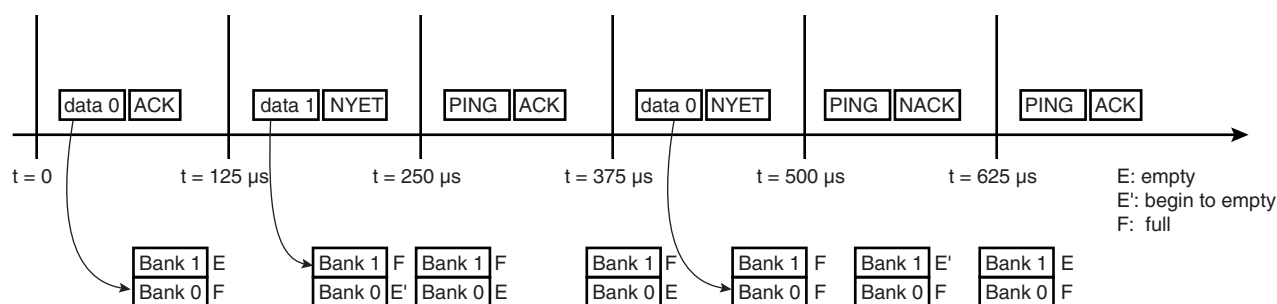 data 0 ACK data 1 NYET PING ACK data 0 NYET PING NACK PING ACK
t = 0 t = 125 µs t = 250 µs t = 375 µs t = 500 µs t = 625 µs E: empty
E': begin to empty
F: full
Bank 1 E Bank 1 F Bank 1 F Bank 1 F Bank 1 F Bank 1 E' Bank 1 E
Bank 0 F Bank 0 E' Bank 0 E Bank 0 E Bank 0 F Bank 0 F Bank 0 F